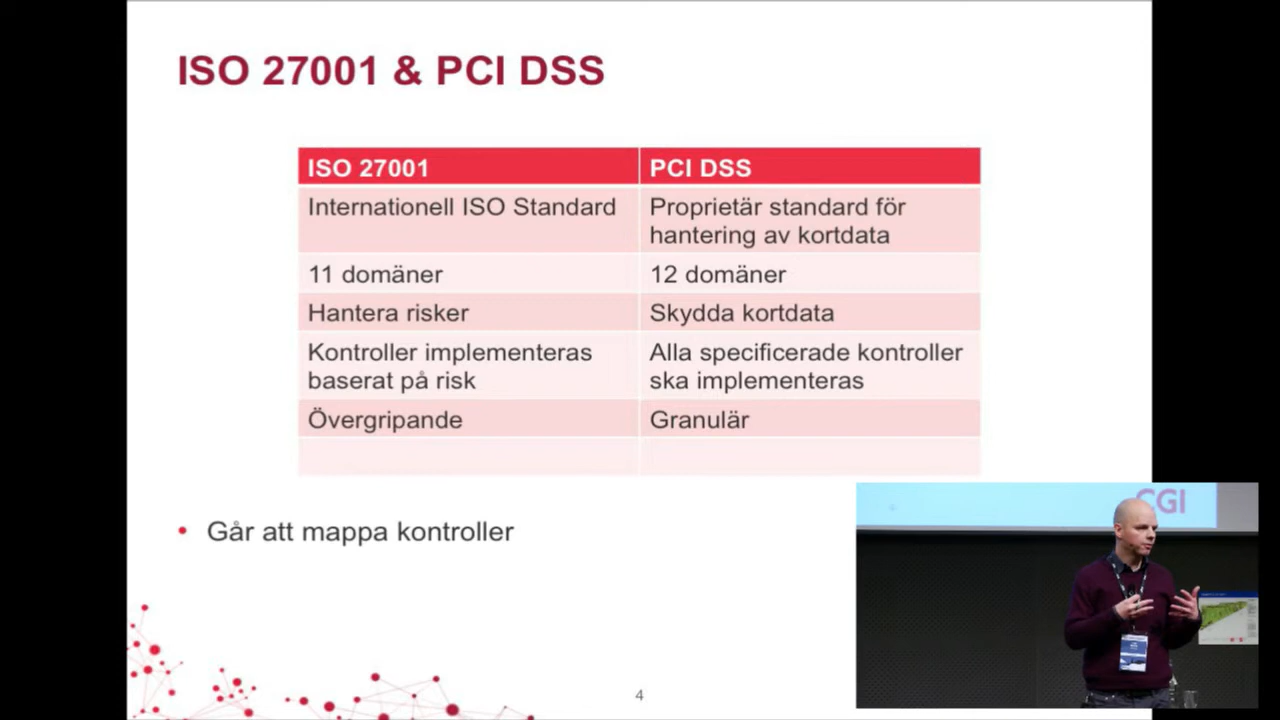 ISO 27001 & PCI DSS
ISO 27001
PCI DSS
Internationell ISO Standard
Proprietär standard för
hantering av kortdata
11 domäner
12 domäner
Hantera risker
Skydda kortdata
Kontroller implementeras
baserat på risk
Alla specificerade kontroller
ska implementeras
Övergripande
Granulär
• Går att mappa kontroller
CGI
4